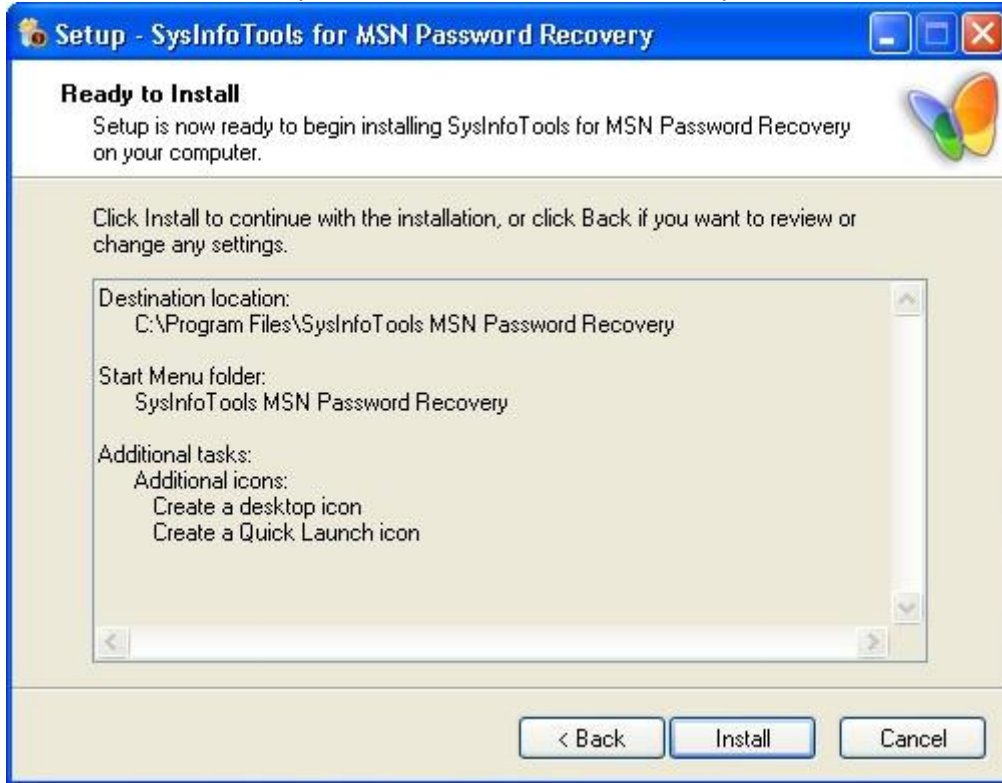 Setup - SysInfoTools for MSN Password Recovery
Ready to Install
Setup is now ready to begin installing SysInfoTools for MSN Password Recovery
on your computer.
Click Install to continue with the installation, or click Back if you want to review or
change any settings.
Destination location:
C:\Program Files\SysInfoTools MSN Password Recovery
Start Menu folder:
SysInfoTools MSN Password Recovery
Additional tasks:
Additional icons:
Create a desktop icon
Create a Quick Launch icon
< Back
Install
Cancel